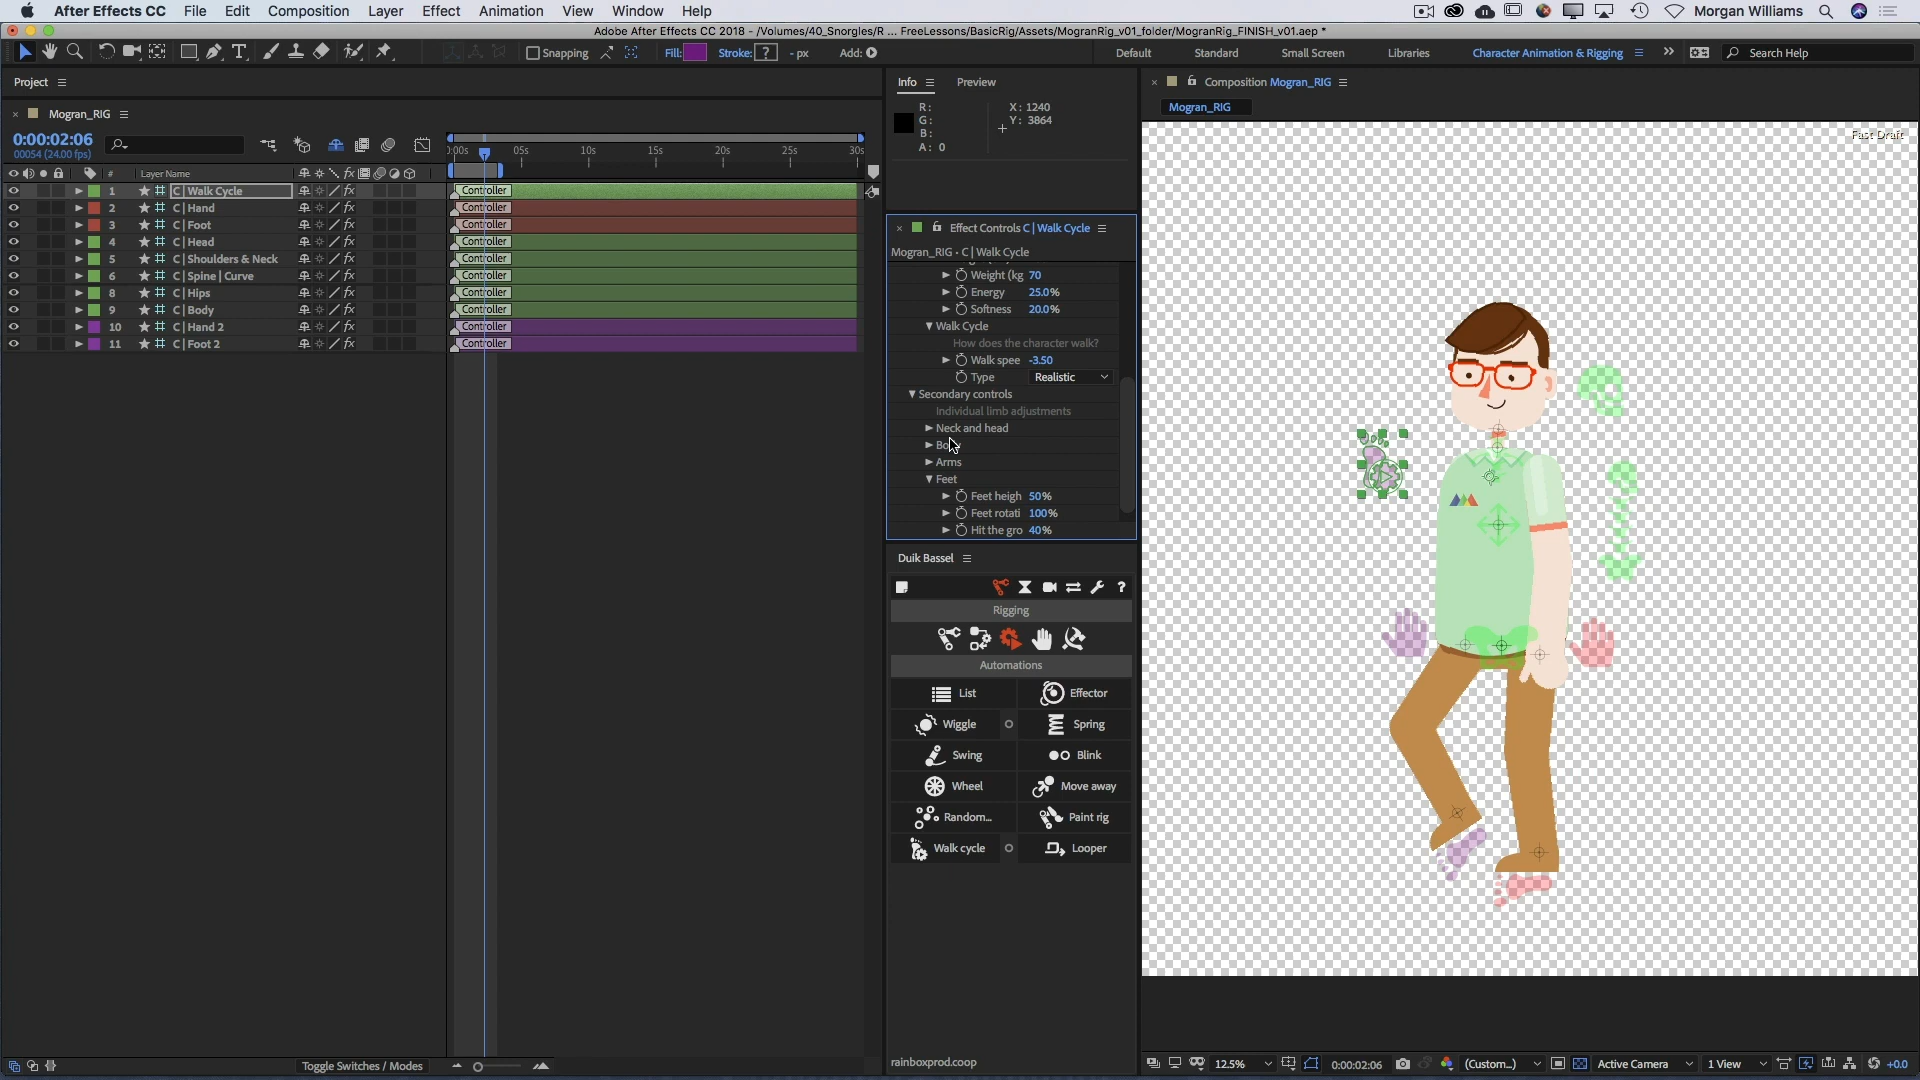 After Effects CC File Edit Composition Layer Effect Animation View Window Help Morgan Williams
Adobe After Effects CC 2018 - /Volumes/40_Snorgles/R ... FreeLessons/BasicRig/Assets/MogranRig_v01_folder/MogranRig_FINISH_v01.aep *
Snapping Fill: Stroke: ? - px Add: Default Standard Small Screen Libraries Character Animation & Rigging Search Help
Project
Mogran_RIG
0:00:02:06
00054 (24.00 fps)
0:00s 05s 10s 15s 20s 25s 30s
# Layer Name
1 C | Walk Cycle Controller
2 C | Hand Controller
3 C | Foot Controller
4 C | Head Controller
5 C | Shoulders & Neck Controller
6 C | Spine | Curve Controller
8 C | Hips Controller
9 C | Body Controller
10 C | Hand 2 Controller
11 C | Foot 2 Controller
Toggle Switches / Modes
Info Preview
R: X: 1240
G: Y: 3864
B:
A: 0
Effect Controls C | Walk Cycle
Mogran_RIG • C | Walk Cycle
Weight (kg 70
Energy 25.0%
Softness 20.0%
Walk Cycle
How does the character walk?
Walk spee -3.50
Type Realistic
Secondary controls
Individual limb adjustments
Neck and head
Arms
Feet
Feet heigh 50%
Feet rotati 100%
Hit the gro 40%
Duik Bassel
Rigging
Automations
List Effector
Wiggle Spring
Swing Blink
Wheel Move away
Random... Paint rig
Walk cycle Looper
rainboxprod.coop
Composition Mogran_RIG
Mogran_RIG
Fast Draft
12.5% 0:00:02:06 (Custom...) Active Camera 1 View +0.0